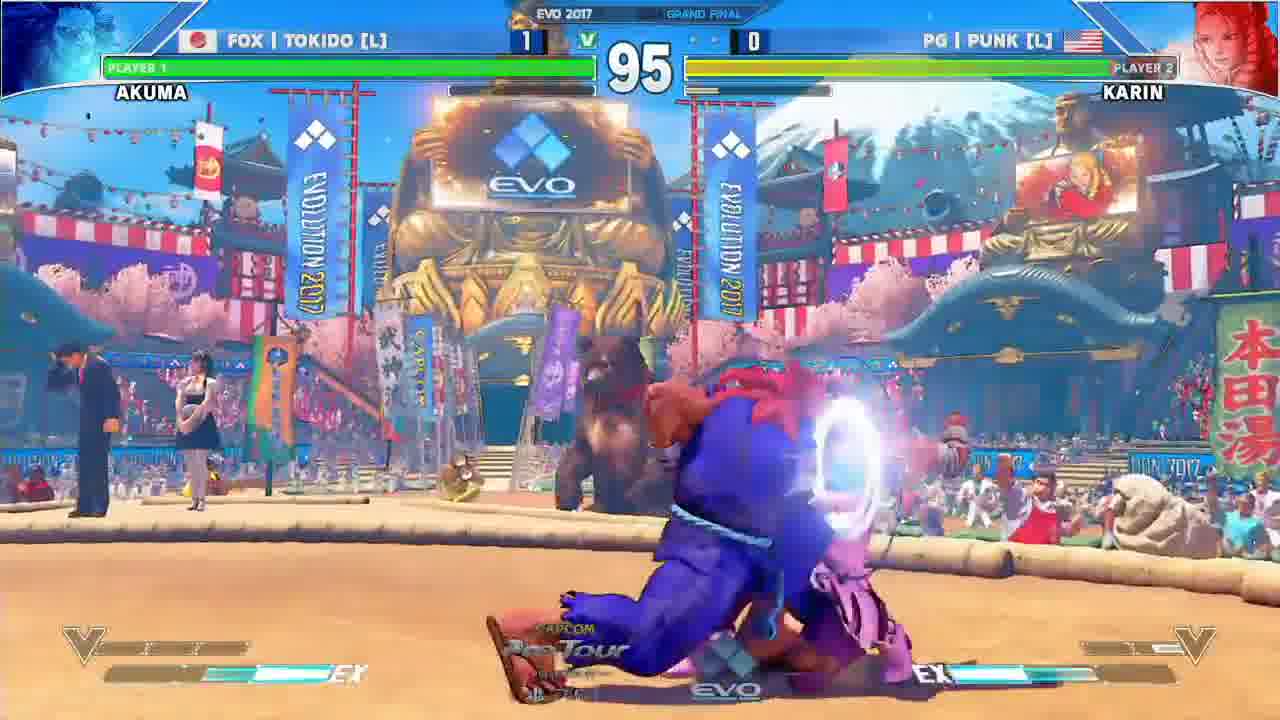 EVO 2017 GRAND FINAL
FOX | TOKIDO [L] 1 V 95 0 PG | PUNK [L]
PLAYER 1 PLAYER 2
AKUMA KARIN
EVO
EVOLUTION 2017
EVOLUTION 2017
本田湯
CAPCOM
Pro Tour
V V
EX EX
EVO